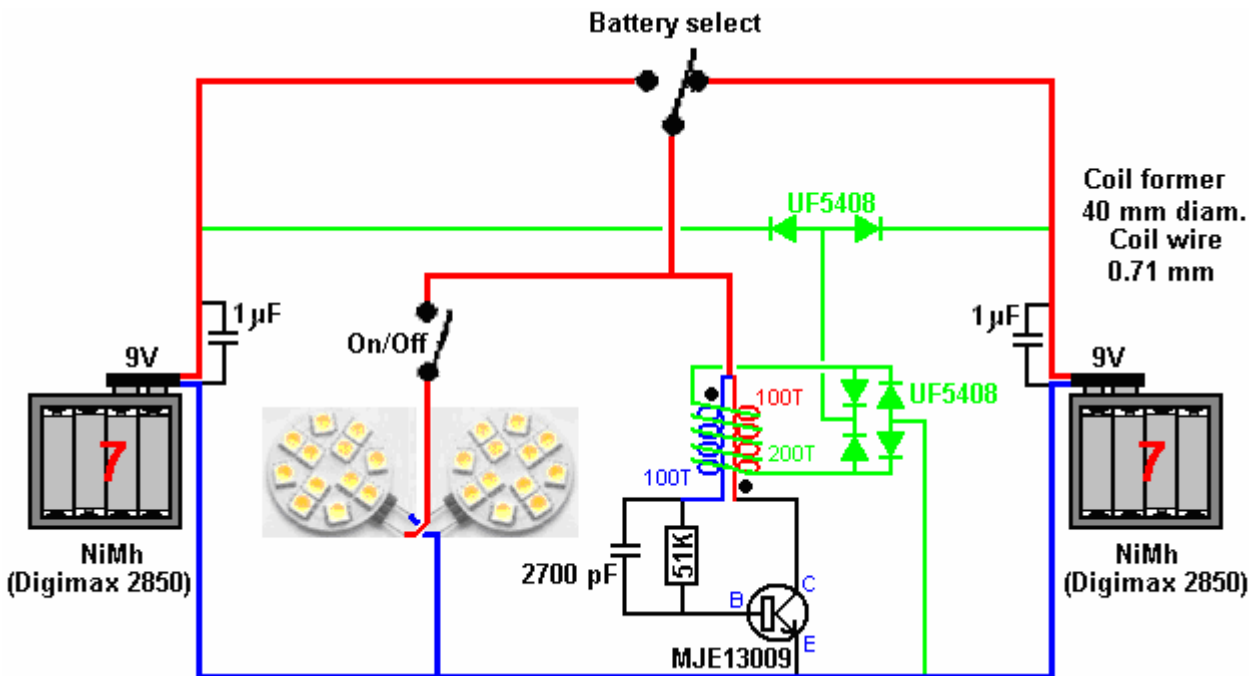 Battery select
UF5408
Coil former
40 mm diam.
Coil wire
0.71 mm
1µF
On/Off
1µF
9V
9V
100T
UF5408
7
200T
7
100T
NiMh
(Digimax 2850)
2700 pF
51K
B
C
E
MJE13009
NiMh
(Digimax 2850)